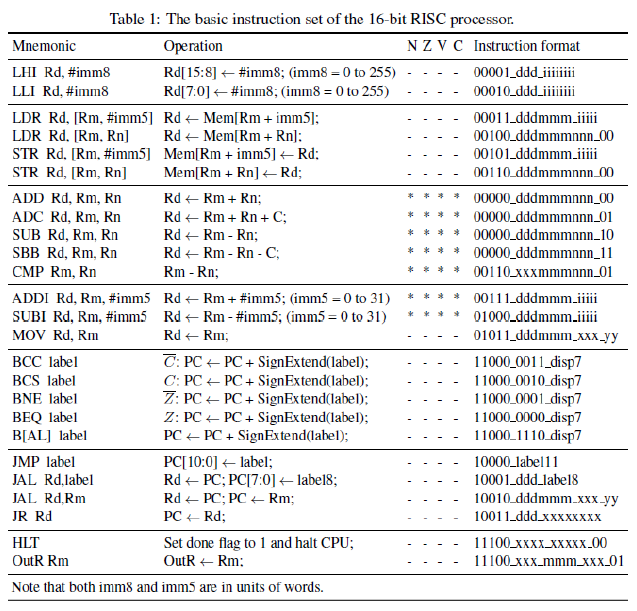 Table 1: The basic instruction set of the 16-bit RISC processor.
Mnemonic Operation N Z V C Instruction format
LHI Rd, #imm8 Rd[15:8] ← #imm8; (imm8 = 0 to 255) - - - - 00001_ddd_iiiiiiii
LLI Rd, #imm8 Rd[7:0] ← #imm8; (imm8 = 0 to 255) - - - - 00010_ddd_iiiiiiii
LDR Rd, [Rm, #imm5] Rd ← Mem[Rm + imm5]; - - - - 00011_dddmmm_iiiii
LDR Rd, [Rm, Rn] Rd ← Mem[Rm + Rn]; - - - - 00100_dddmmmnnn_00
STR Rd, [Rm, #imm5] Mem[Rm + imm5] ← Rd; - - - - 00101_dddmmm_iiiii
STR Rd, [Rm, Rn] Mem[Rm + Rn] ← Rd; - - - - 00110_dddmmmnnn_00
ADD Rd, Rm, Rn Rd ← Rm + Rn; * * * * 00000_dddmmmnnn_00
ADC Rd, Rm, Rn Rd ← Rm + Rn + C; * * * * 00000_dddmmmnnn_01
SUB Rd, Rm, Rn Rd ← Rm - Rn; * * * * 00000_dddmmmnnn_10
SBB Rd, Rm, Rn Rd ← Rm - Rn - C; * * * * 00000_dddmmmnnn_11
CMP Rm, Rn Rm - Rn; * * * * 00110_xxxmmmnnn_01
ADDI Rd, Rm, #imm5 Rd ← Rm + #imm5; (imm5 = 0 to 31) * * * * 00111_dddmmm_iiiii
SUBI Rd, Rm, #imm5 Rd ← Rm - #imm5; (imm5 = 0 to 31) * * * * 01000_dddmmm_iiiii
MOV Rd, Rm Rd ← Rm; - - - - 01011_dddmmm_xxx_yy
BCC label C̅: PC ← PC + SignExtend(label); - - - - 11000_0011_disp7
BCS label C: PC ← PC + SignExtend(label); - - - - 11000_0010_disp7
BNE label Z̅: PC ← PC + SignExtend(label); - - - - 11000_0001_disp7
BEQ label Z: PC ← PC + SignExtend(label); - - - - 11000_0000_disp7
B[AL] label PC ← PC + SignExtend(label); - - - - 11000_1110_disp7
JMP label PC[10:0] ← label; - - - - 10000_label11
JAL Rd,label Rd ← PC; PC[7:0] ← label8; - - - - 10001_ddd_label8
JAL Rd,Rm Rd ← PC; PC ← Rm; - - - - 10010_dddmmm_xxx_yy
JR Rd PC ← Rd; - - - - 10011_ddd_xxxxxxxx
HLT Set done flag to 1 and halt CPU; - - - - 11100_xxxx_xxxxx_00
OutR Rm OutR ← Rm; - - - - 11100_xxx_mmm_xxx_01
Note that both imm8 and imm5 are in units of words.